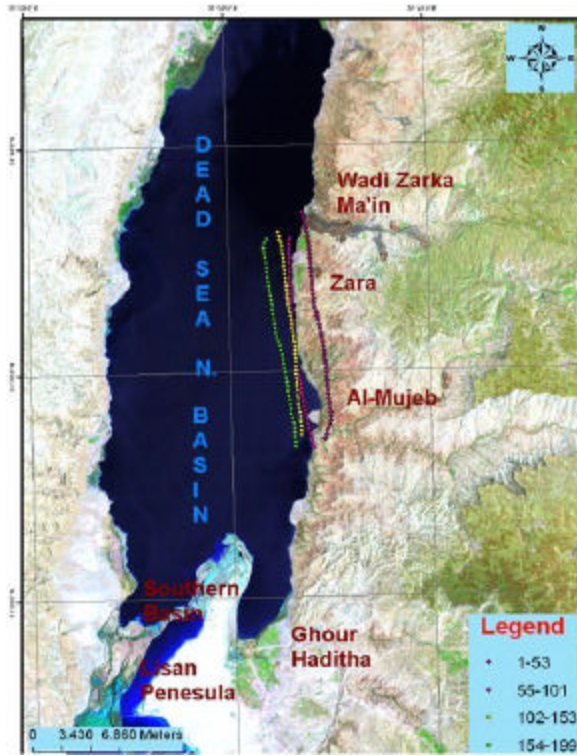 N
W
E
S
DEAD SEA N. BASIN
Wadi Zarka
Ma'in
Zara
Al-Mujeb
Southern
Basin
Lisan
Penesula
Ghour
Haditha
Legend
1-53
55-101
102-153
154-199
0 3.430 6.860 Meters